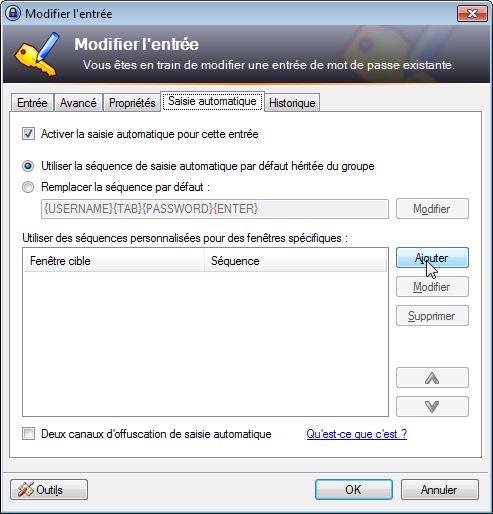 Modifier l'entrée
Modifier l'entrée
Vous êtes en train de modifier une entrée de mot de passe existante.
Entrée Avancé Propriétés Saisie automatique Historique
Activer la saisie automatique pour cette entrée
Utiliser la séquence de saisie automatique par défaut héritée du groupe
Remplacer la séquence par défaut :
{USERNAME}{TAB}{PASSWORD}{ENTER} Modifier
Utiliser des séquences personnalisées pour des fenêtres spécifiques :
Fenêtre cible Séquence Ajouter
Modifier
Supprimer
Deux canaux d'offuscation de saisie automatique Qu'est-ce que c'est ?
Outils OK Annuler